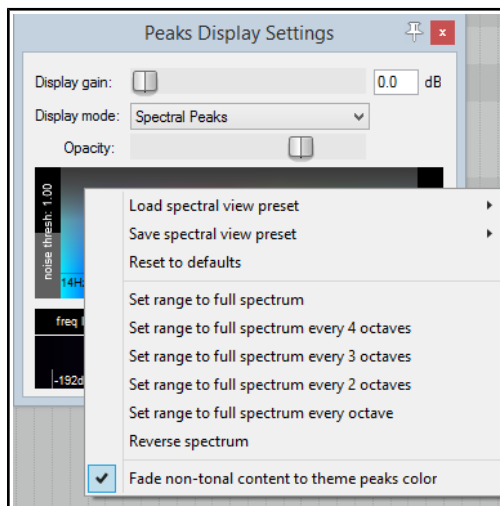 Peaks Display Settings
Display gain: 0.0 dB
Display mode: Spectral Peaks
Opacity:
noise thresh: 1.00
14Hz
Load spectral view preset
Save spectral view preset
Reset to defaults
Set range to full spectrum
Set range to full spectrum every 4 octaves
Set range to full spectrum every 3 octaves
Set range to full spectrum every 2 octaves
Set range to full spectrum every octave
Reverse spectrum
freq
-192d
Fade non-tonal content to theme peaks color